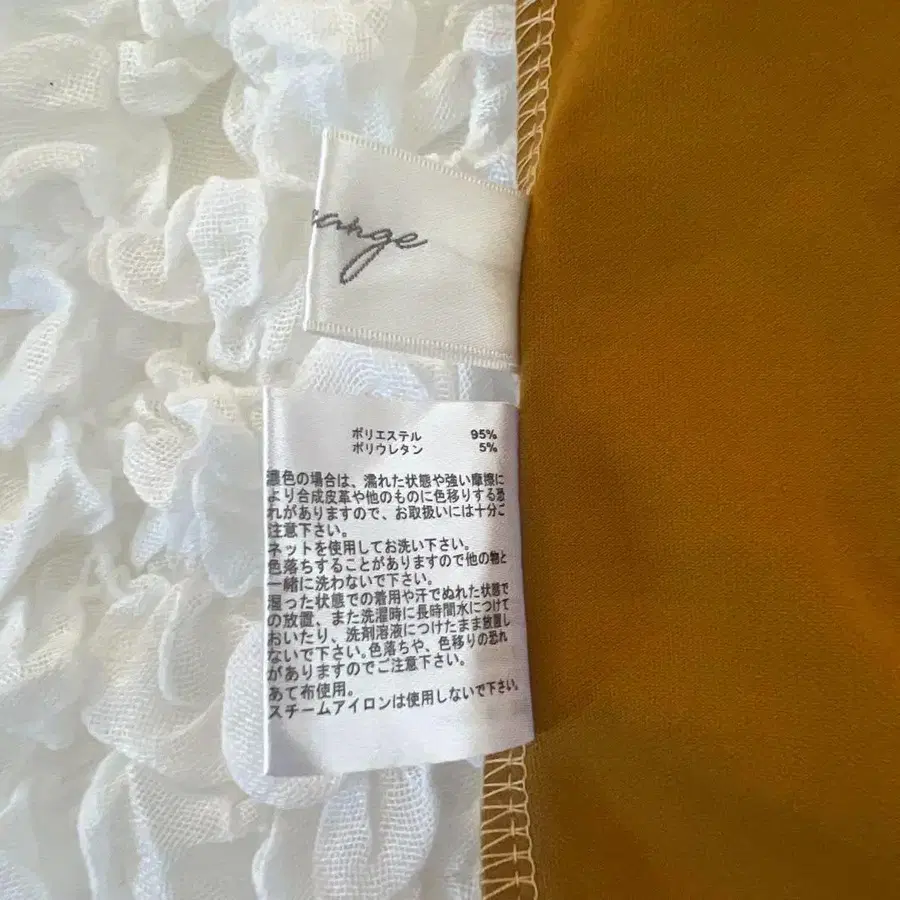 ange
ポリエステル 95%
ポリウレタン 5%
濃色の場合は、濡れた状態や強い摩擦に
より合成皮革や他のものに色移りする恐
れがありますので、お取扱いには十分ご
注意下さい。
ネットを使用してお洗い下さい。
色落ちすることがありますので他の物と
一緒に洗わないで下さい。
湿った状態での着用や汗でぬれた状態で
の放置、また洗濯時に長時間水につけて
おいたり、洗剤溶液につけたまま放置し
ないで下さい。色落ちや、色移りの恐れ
がありますのでご注意下さい。
あて布使用。
スチームアイロンは使用しないで下さい。